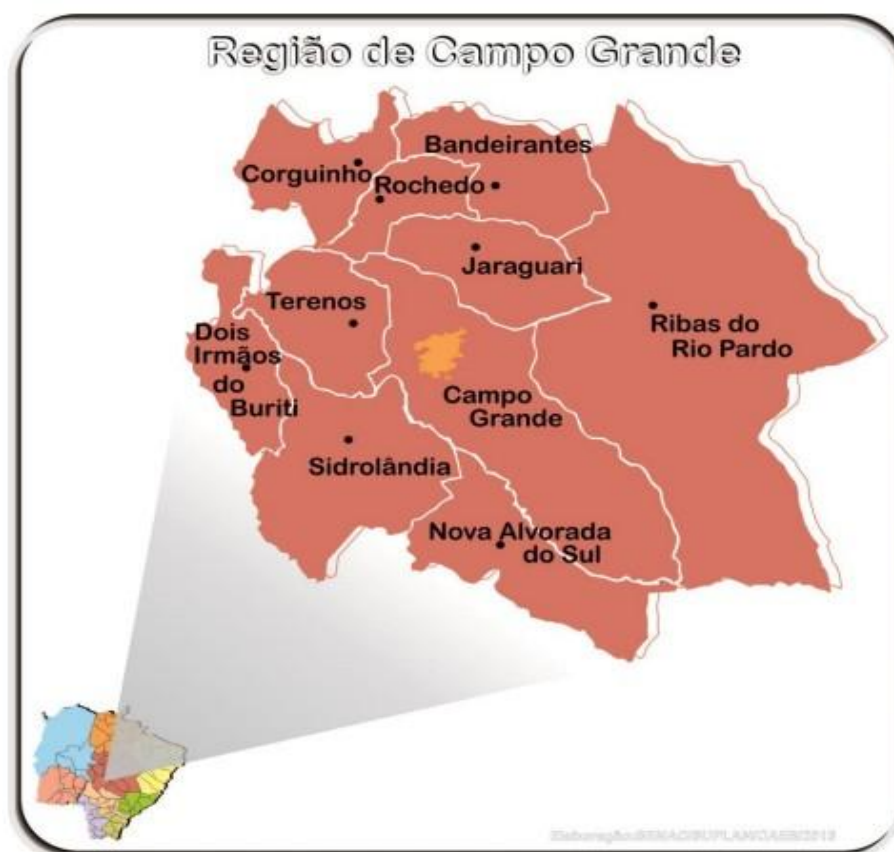 Região de Campo Grande
Bandeirantes
Corguinho
Rochedo
Jaraguari
Terenos
Ribas do
Rio Pardo
Dois
Irmãos
do
Buriti
Campo
Grande
Sidrolândia
Nova Alvorada
do Sul